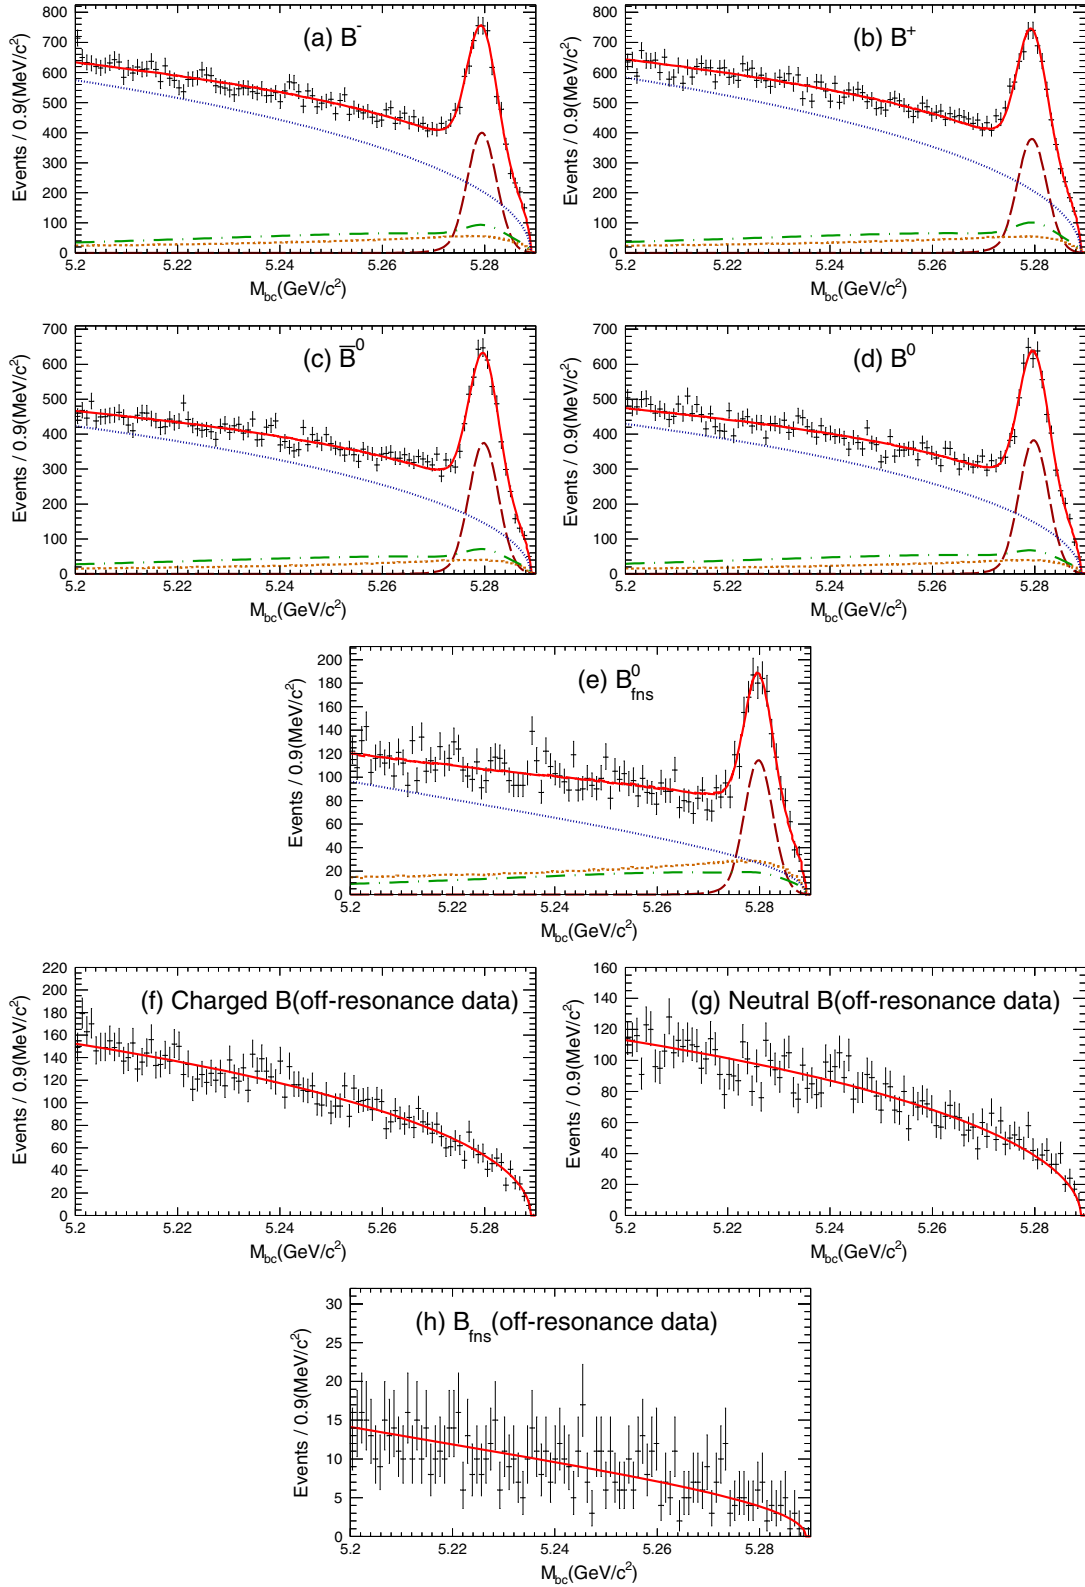 (a) B-
Events / 0.9(MeV/c²)
800
700
600
500
400
300
200
100
0
5.2 5.22 5.24 5.26 5.28
M_bc(GeV/c²)
(b) B+
Events / 0.9(MeV/c²)
800
700
600
500
400
300
200
100
0
5.2 5.22 5.24 5.26 5.28
M_bc(GeV/c²)
(c) B̅⁰
Events / 0.9(MeV/c²)
700
600
500
400
300
200
100
0
5.2 5.22 5.24 5.26 5.28
M_bc(GeV/c²)
(d) B⁰
Events / 0.9(MeV/c²)
700
600
500
400
300
200
100
0
5.2 5.22 5.24 5.26 5.28
M_bc(GeV/c²)
(e) B⁰_fns
Events / 0.9(MeV/c²)
200
180
160
140
120
100
80
60
40
20
0
5.2 5.22 5.24 5.26 5.28
M_bc(GeV/c²)
(f) Charged B(off-resonance data)
Events / 0.9(MeV/c²)
220
200
180
160
140
120
100
80
60
40
20
0
5.2 5.22 5.24 5.26 5.28
M_bc(GeV/c²)
(g) Neutral B(off-resonance data)
Events / 0.9(MeV/c²)
160
140
120
100
80
60
40
20
0
5.2 5.22 5.24 5.26 5.28
M_bc(GeV/c²)
(h) B_fns(off-resonance data)
Events / 0.9(MeV/c²)
30
25
20
15
10
5
0
5.2 5.22 5.24 5.26 5.28
M_bc(GeV/c²)